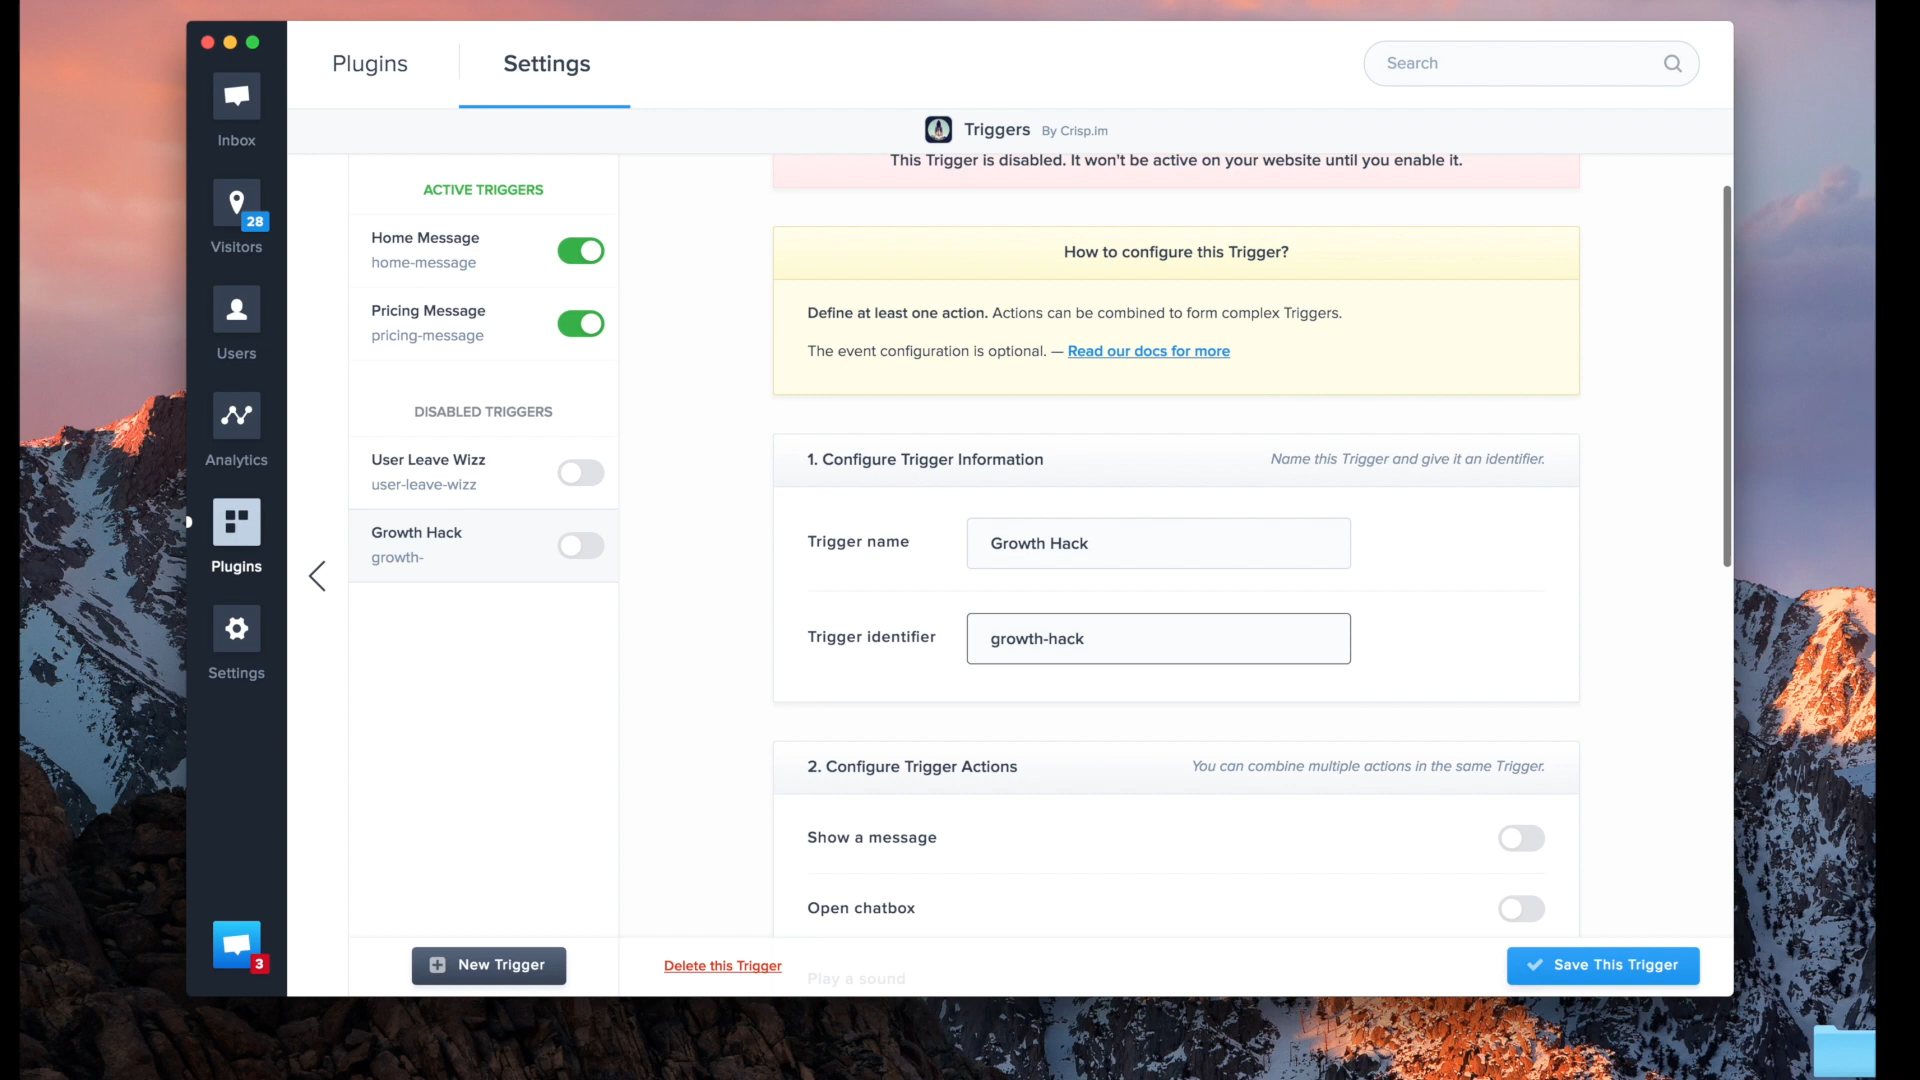 Plugins
Settings
Search
Triggers By Crisp.im
Inbox
28
Visitors
Users
Analytics
Plugins
Settings
3
ACTIVE TRIGGERS
Home Message
home-message
Pricing Message
pricing-message
DISABLED TRIGGERS
User Leave Wizz
user-leave-wizz
Growth Hack
growth-
New Trigger
This Trigger is disabled. It won't be active on your website until you enable it.
How to configure this Trigger?
Define at least one action. Actions can be combined to form complex Triggers.
The event configuration is optional. — Read our docs for more
1. Configure Trigger Information
Name this Trigger and give it an identifier.
Trigger name
Growth Hack
Trigger identifier
growth-hack
2. Configure Trigger Actions
You can combine multiple actions in the same Trigger.
Show a message
Open chatbox
Play a sound
Delete this Trigger
Save This Trigger